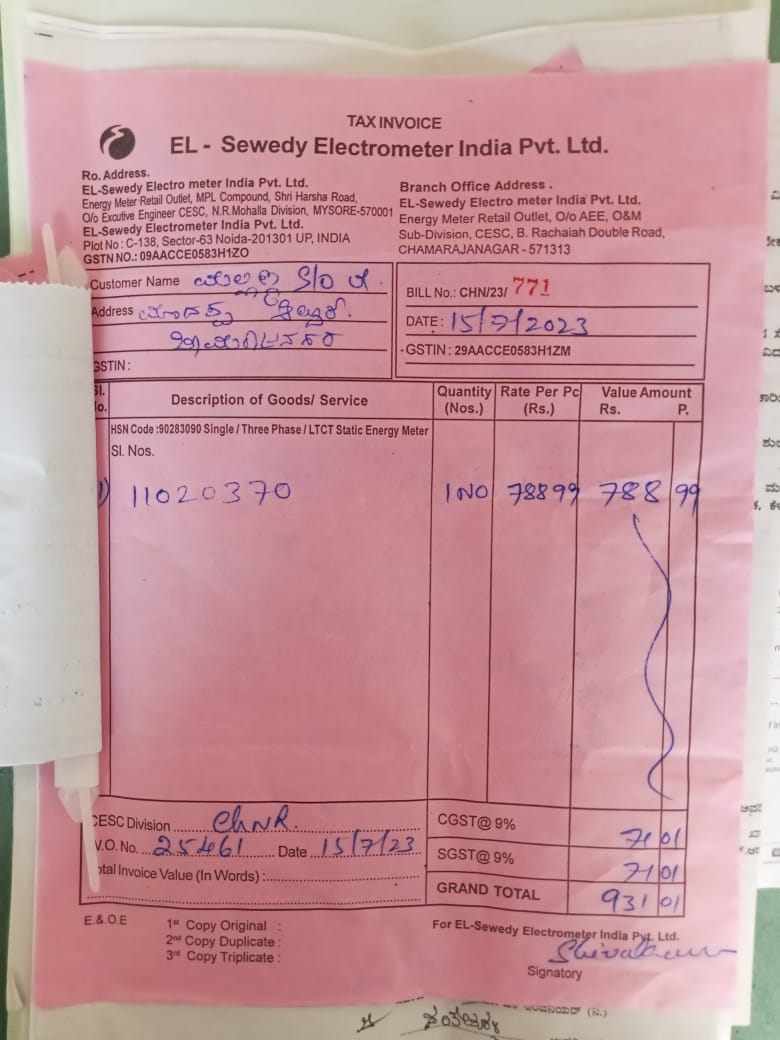 TAX INVOICE
EL - Sewedy Electrometer India Pvt. Ltd.
Ro. Address.
EL-Sewedy Electro meter India Pvt. Ltd.
Energy Meter Retail Outlet, MPL Compound, Shri Harsha Road,
O/o Excutive Engineer CESC, N.R.Mohalla Division, MYSORE-570001
EL-Sewedy Electrometer India Pvt. Ltd.
Plot No : C-138, Sector-63 Noida-201301 UP, INDIA
GSTN NO.: 09AACCE0583H1ZO
Branch Office Address .
EL-Sewedy Electro meter India Pvt. Ltd.
Energy Meter Retail Outlet, O/o AEE, O&M
Sub-Division, CESC, B. Rachaiah Double Road,
CHAMARAJANAGAR - 571313
Customer Name S/o
Address
GSTIN :
BILL No.: CHN/23/ 771
DATE : 15/7/2023
GSTIN : 29AACCE0583H1ZM
Sl. No. Description of Goods/ Service Quantity (Nos.) Rate Per Pc (Rs.) Value Amount Rs. P.
HSN Code :90283090 Single / Three Phase / LTCT Static Energy Meter
Sl. Nos.
1) 11020370 1NO 78899 788 99
CESC Division ChNR.
V.O. No. 25461 Date 15/7/23
Total Invoice Value (In Words) :
CGST@ 9% 71 01
SGST@ 9% 71 01
GRAND TOTAL 931 01
E.&.O.E
1st Copy Original :
2nd Copy Duplicate :
3rd Copy Triplicate :
For EL-Sewedy Electrometer India Pvt. Ltd.
Signatory